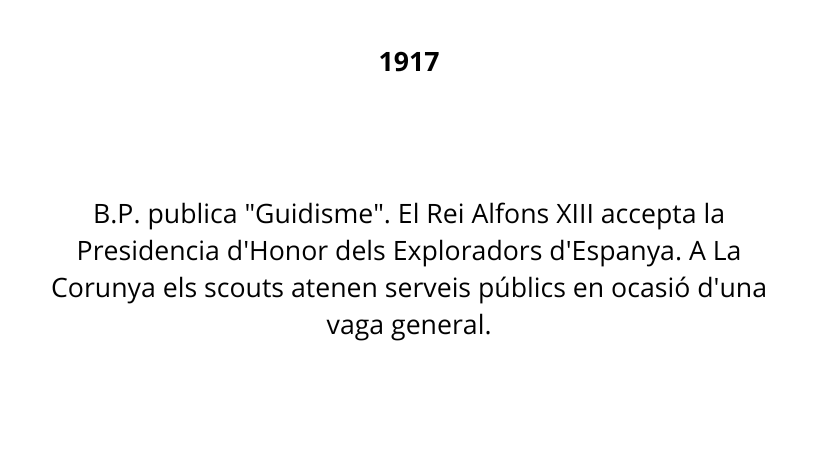 1917
B.P. publica "Guidisme". El Rei Alfons XIII accepta la
Presidencia d'Honor dels Exploradors d'Espanya. A La
Corunya els scouts atenen serveis públics en ocasió d'una
vaga general.